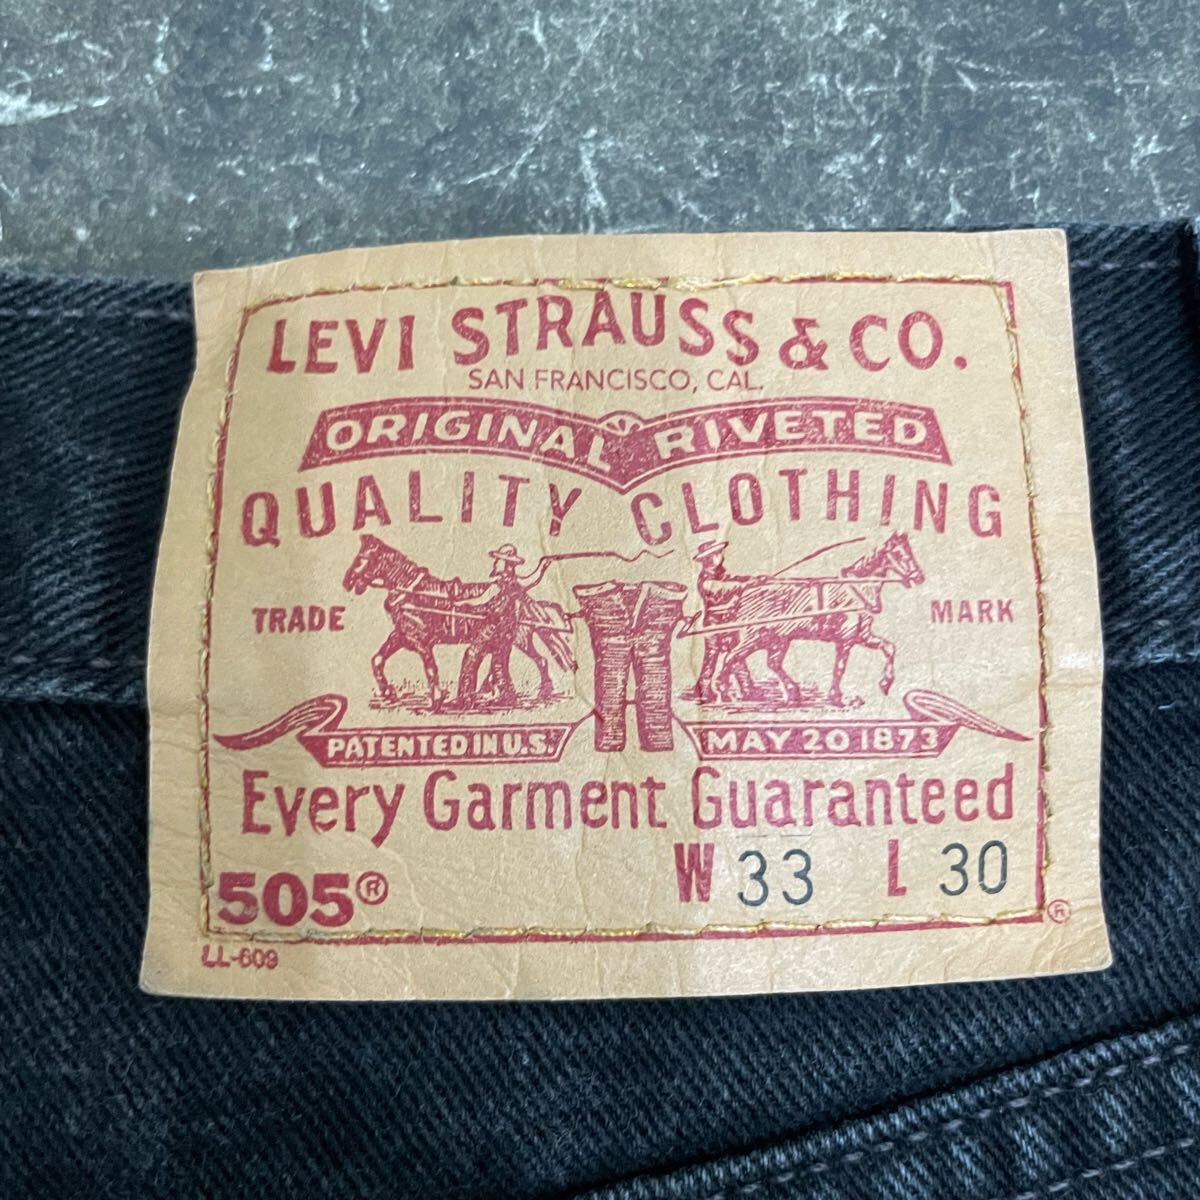 LEVI STRAUSS & CO.
SAN FRANCISCO, CAL.
ORIGINAL RIVETED
QUALITY CLOTHING
TRADE MARK
PATENTED IN U.S. MAY 20 1873
Every Garment Guaranteed
W 33 L 30
505®
®
LL-609